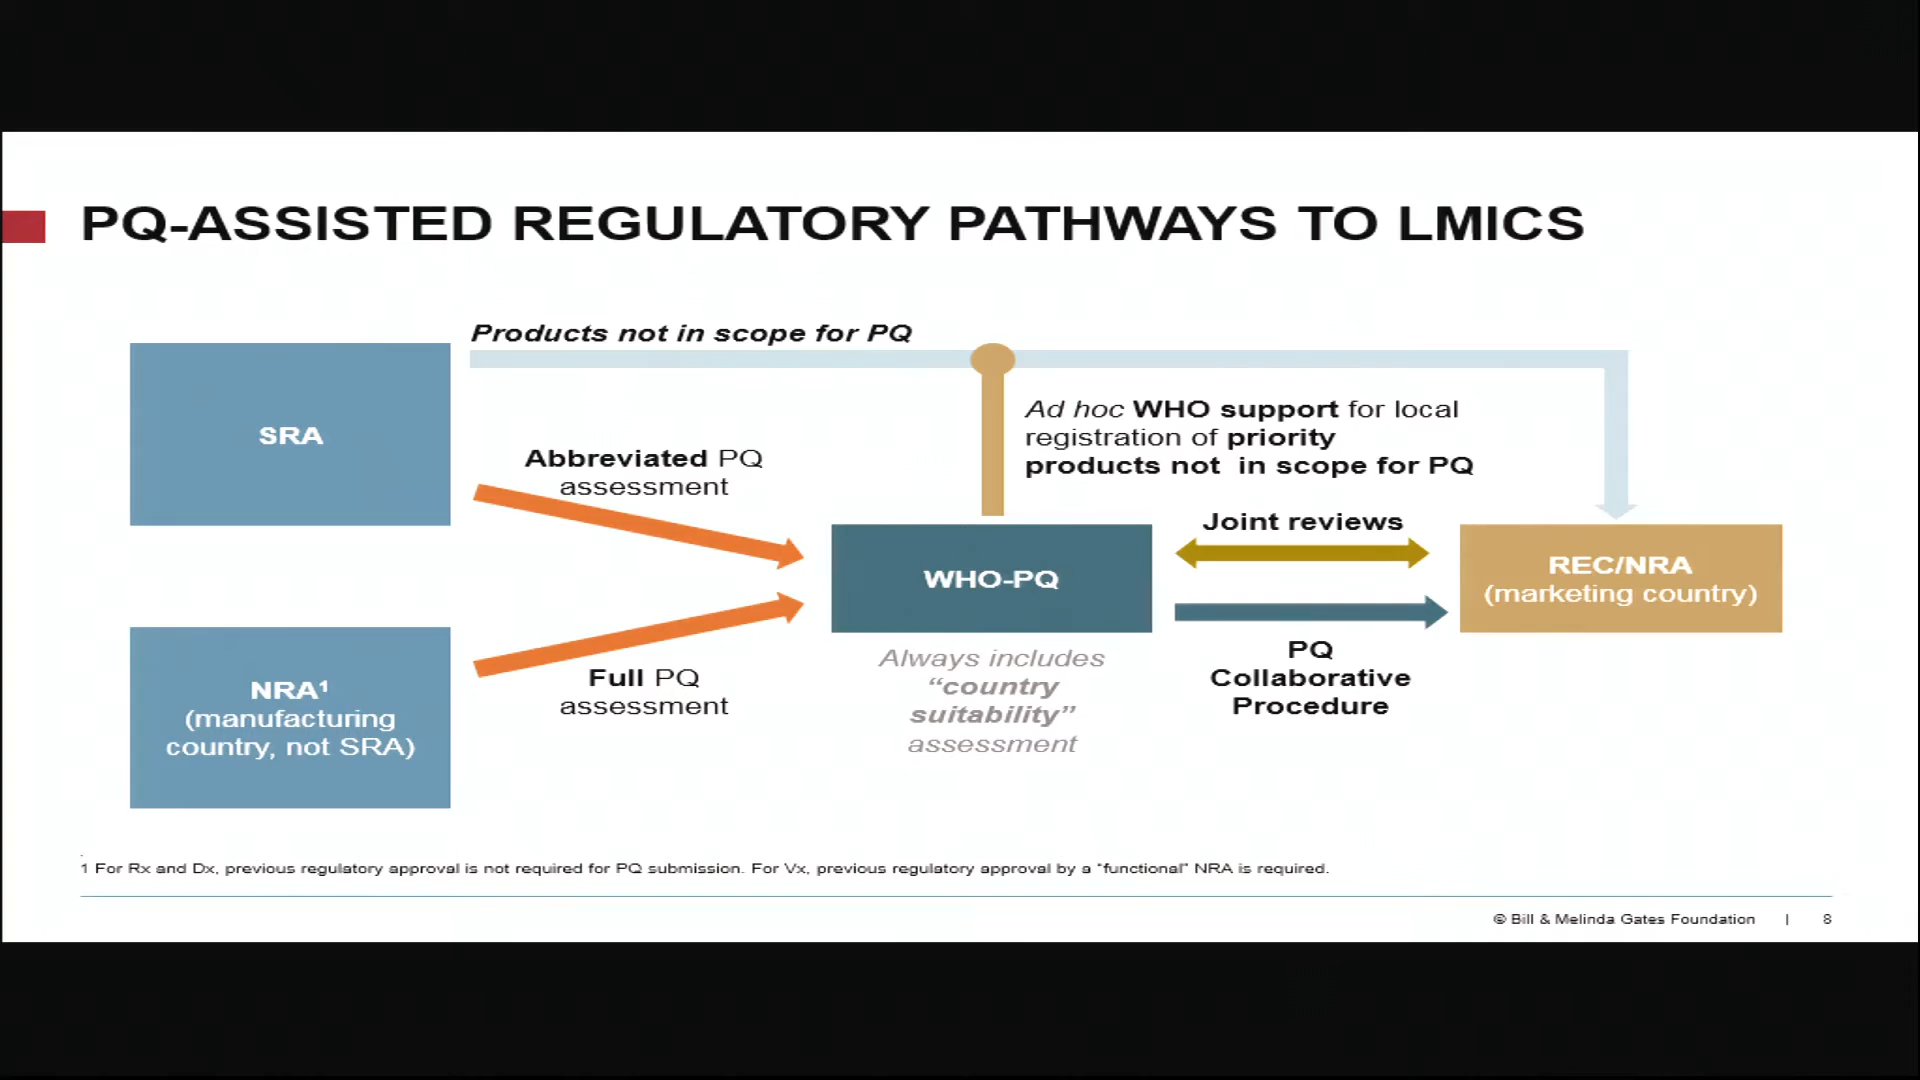 PQ-ASSISTED REGULATORY PATHWAYS TO LMICS
Products not in scope for PQ
SRA
Abbreviated PQ
assessment
Ad hoc WHO support for local
registration of priority
products not in scope for PQ
Joint reviews
WHO-PQ
REC/NRA
(marketing country)
NRA¹
(manufacturing
country, not SRA)
Full PQ
assessment
Always includes
“country
suitability”
assessment
PQ
Collaborative
Procedure
1 For Rx and Dx, previous regulatory approval is not required for PQ submission. For Vx, previous regulatory approval by a “functional” NRA is required.
© Bill & Melinda Gates Foundation | 8